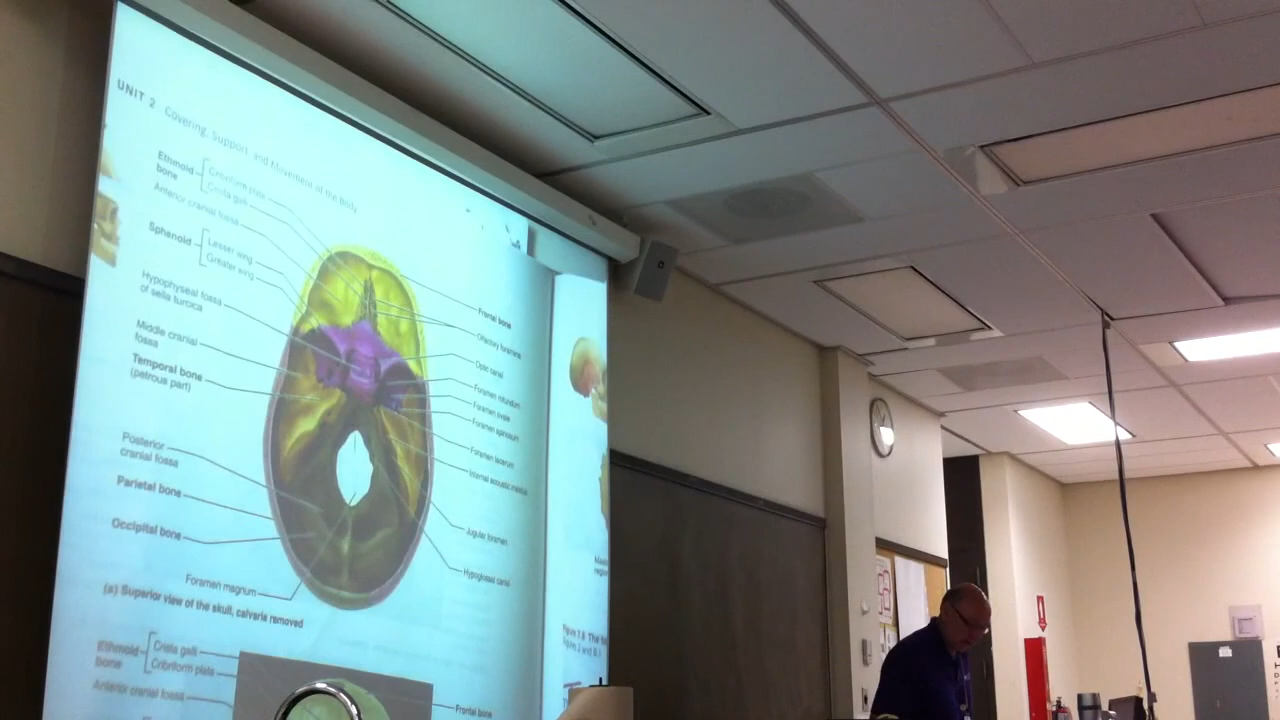 UNIT 2 Covering, Support, and Movement of the Body
Ethmoid bone
Cribriform plate
Crista galli
Anterior cranial fossa
Sphenoid
Lesser wing
Greater wing
Hypophyseal fossa
of sella turcica
Middle cranial
fossa
Temporal bone
(petrous part)
Posterior
cranial fossa
Parietal bone
Occipital bone
Foramen magnum
Frontal bone
Olfactory foramina
Optic canal
Foramen rotundum
Foramen ovale
Foramen spinosum
Foramen lacerum
Internal acoustic meatus
Jugular foramen
Hypoglossal canal
(a) Superior view of the skull, calvaria removed
Ethmoid
bone
Crista galli
Cribriform plate
Anterior cranial fossa
Frontal bone